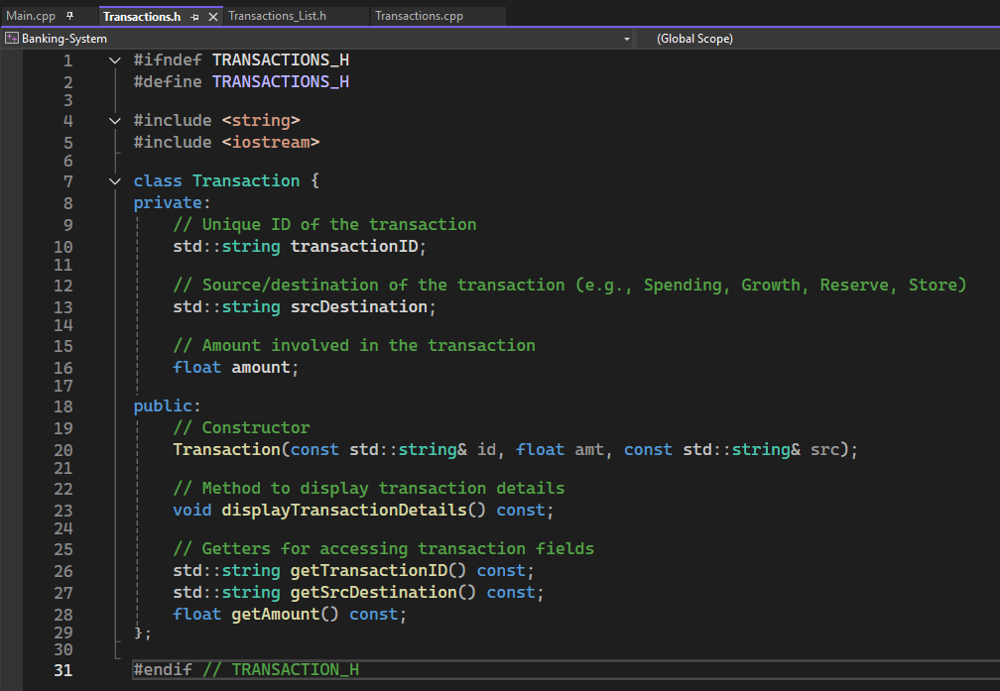 Main.cpp Transactions.h Transactions_List.h Transactions.cpp
Banking-System (Global Scope)
1 #ifndef TRANSACTIONS_H
2 #define TRANSACTIONS_H
3
4 #include <string>
5 #include <iostream>
6
7 class Transaction {
8 private:
9 // Unique ID of the transaction
10 std::string transactionID;
11
12 // Source/destination of the transaction (e.g., Spending, Growth, Reserve, Store)
13 std::string srcDestination;
14
15 // Amount involved in the transaction
16 float amount;
17
18 public:
19 // Constructor
20 Transaction(const std::string& id, float amt, const std::string& src);
21
22 // Method to display transaction details
23 void displayTransactionDetails() const;
24
25 // Getters for accessing transaction fields
26 std::string getTransactionID() const;
27 std::string getSrcDestination() const;
28 float getAmount() const;
29 };
30
31 #endif // TRANSACTION_H